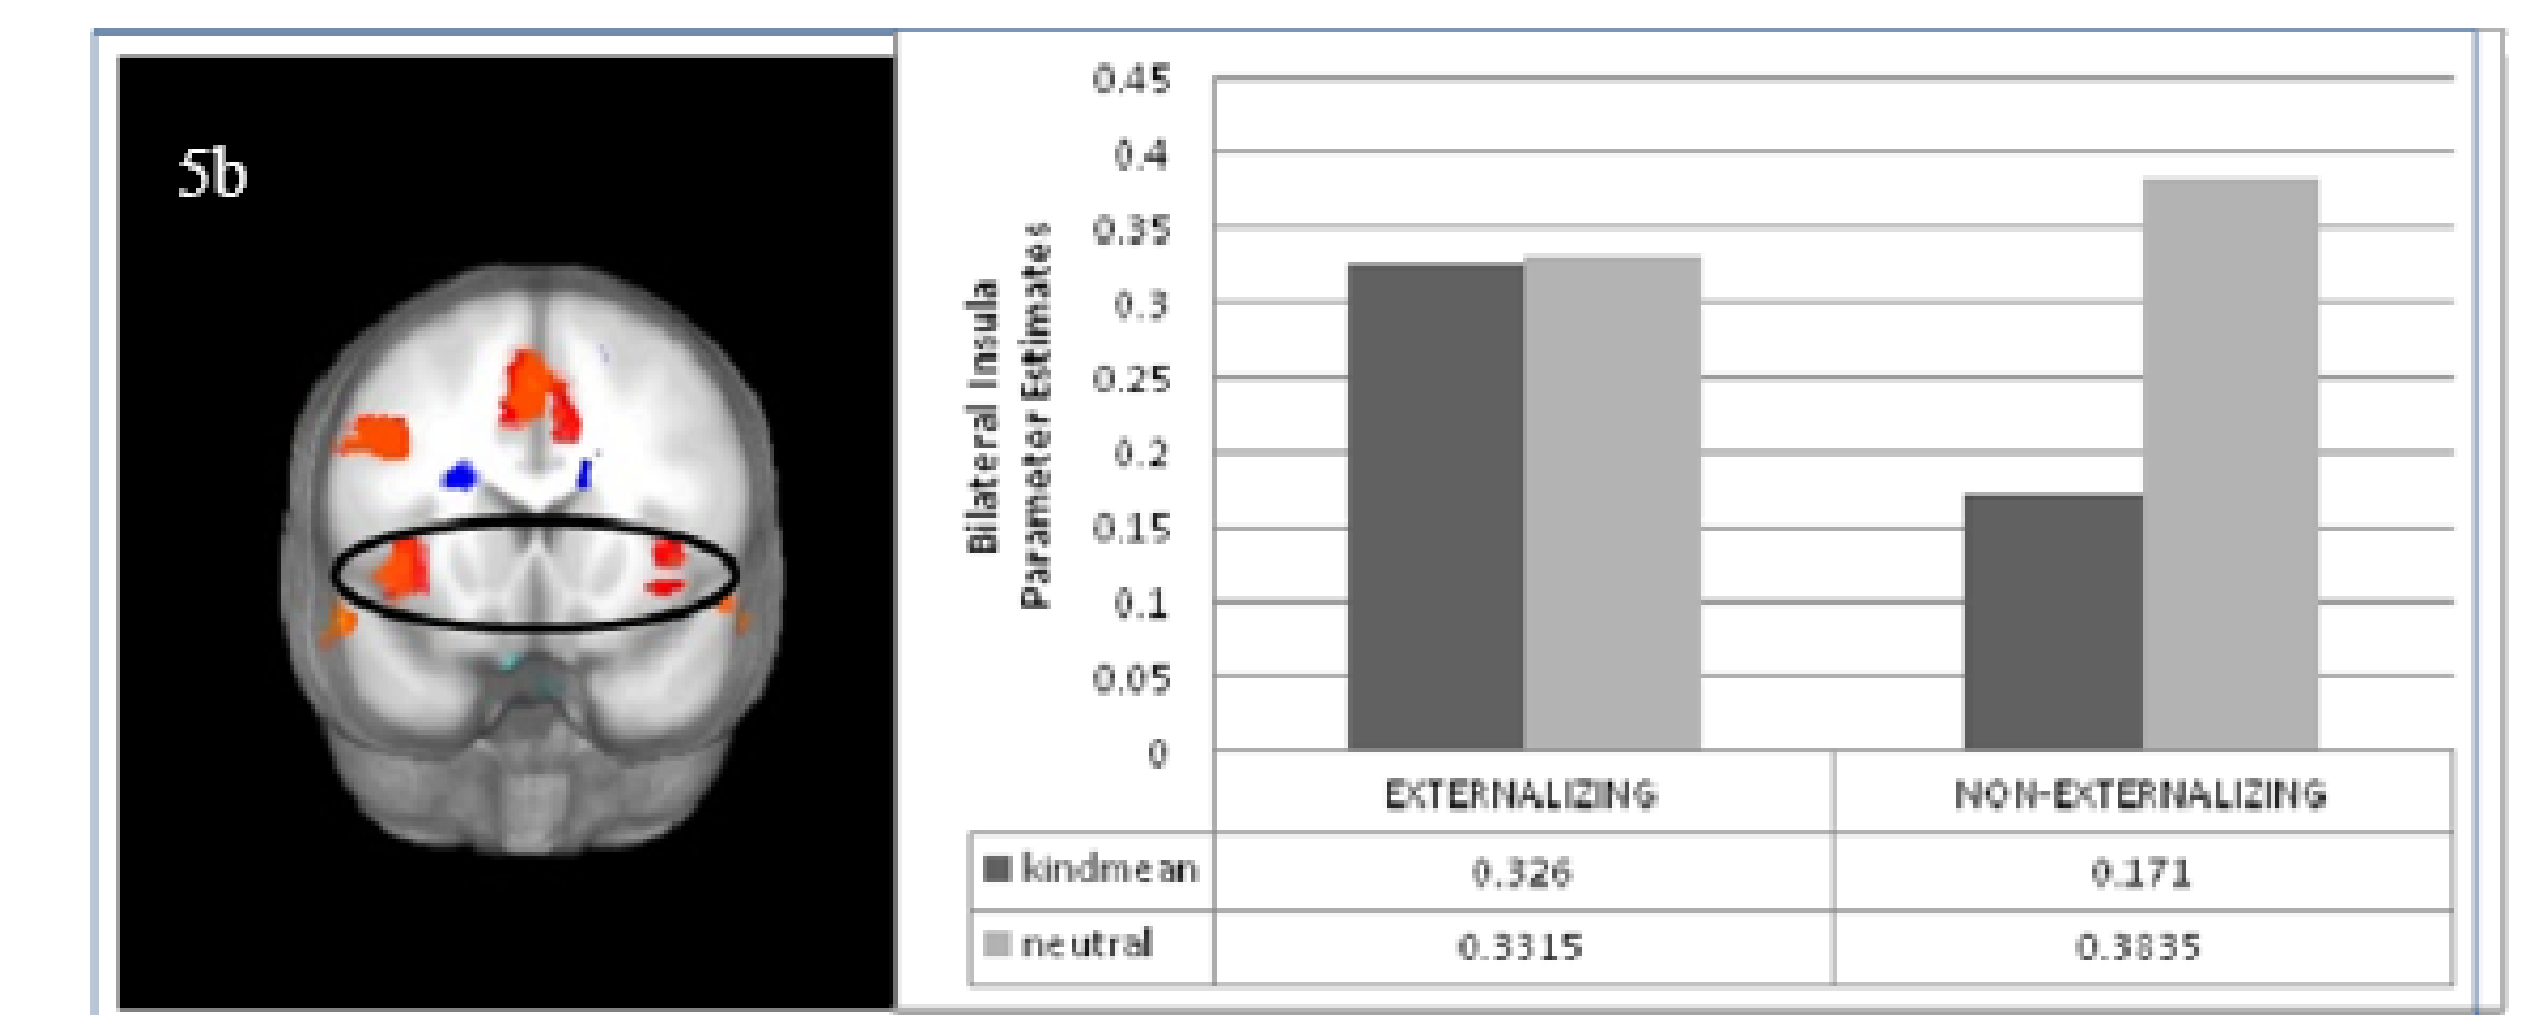 5b
Bilateral Insula
Parameter Estimates
0.45
0.4
0.35
0.3
0.25
0.2
0.15
0.1
0.05
0
EXTERNALIZING NON-EXTERNALIZING
kindmean 0.326 0.171
neutral 0.3315 0.3835